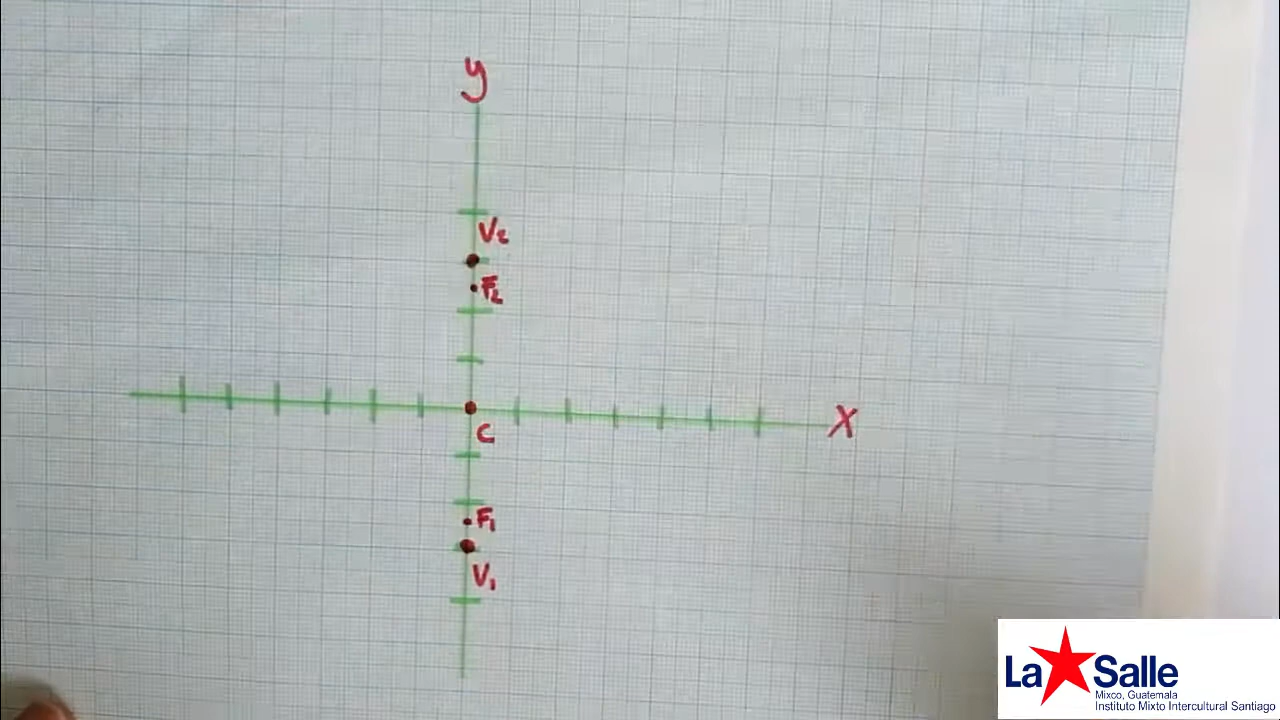 y
V₂
F₂
X
C
F₁
V₁
La Salle
Mixco, Guatemala
Instituto Mixto Intercultural Santiago